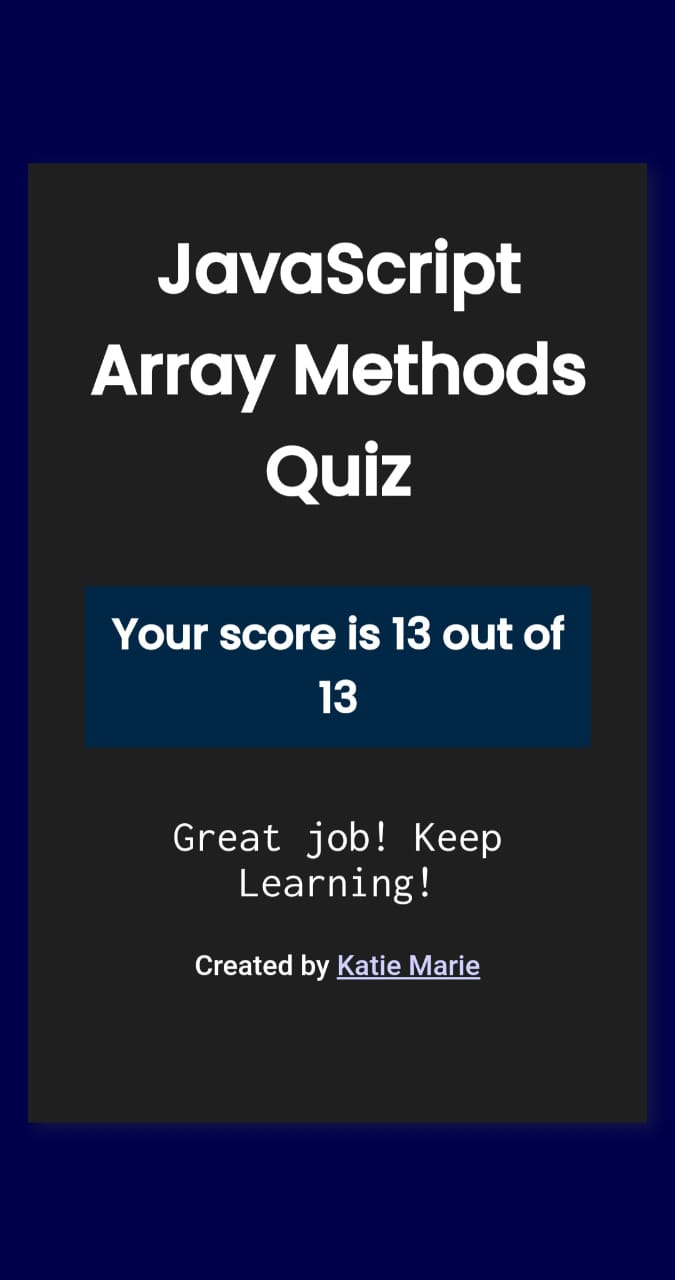 JavaScript
Array Methods
Quiz
Your score is 13 out of
13
Great job! Keep
Learning!
Created by Katie Marie